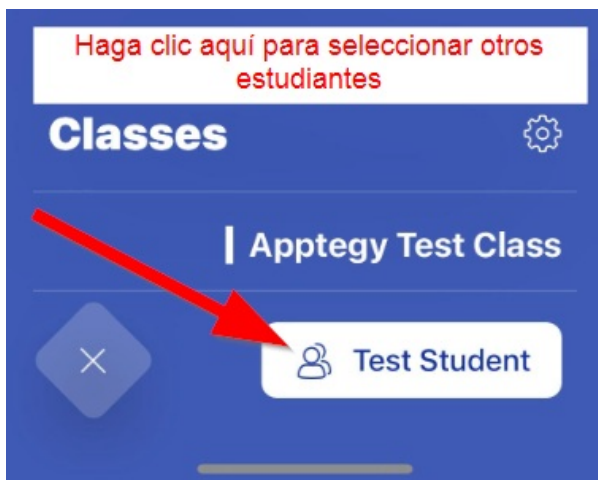 Haga clic aquí para seleccionar otros
estudiantes
Classes
Apptegy Test Class
Test Student